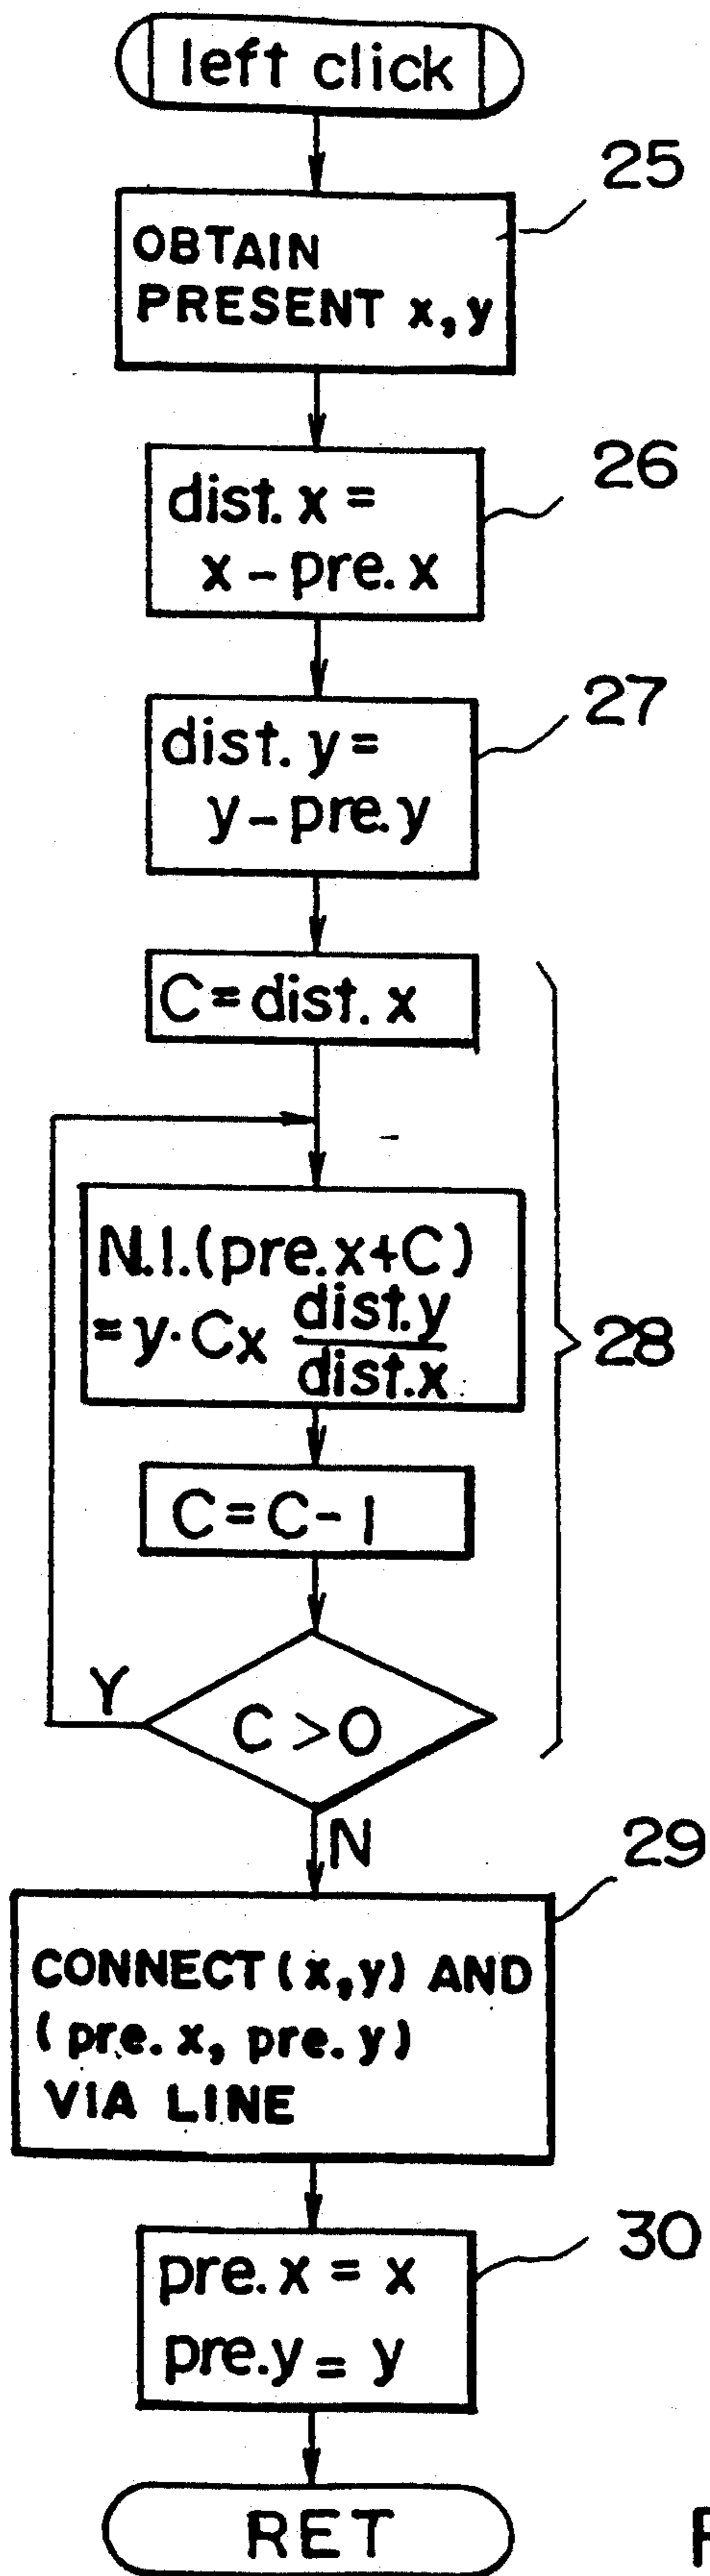 left click
25
OBTAIN
PRESENT x, y
26
dist. x =
x - pre. x
27
dist. y =
y - pre. y
C = dist. x
N.I.(pre.x+C)
= y · Cx dist.y
dist.x
28
C = C - 1
Y
C > 0
N
29
CONNECT (x,y) AND
(pre. x, pre. y)
VIA LINE
30
pre. x = x
pre. y = y
RET